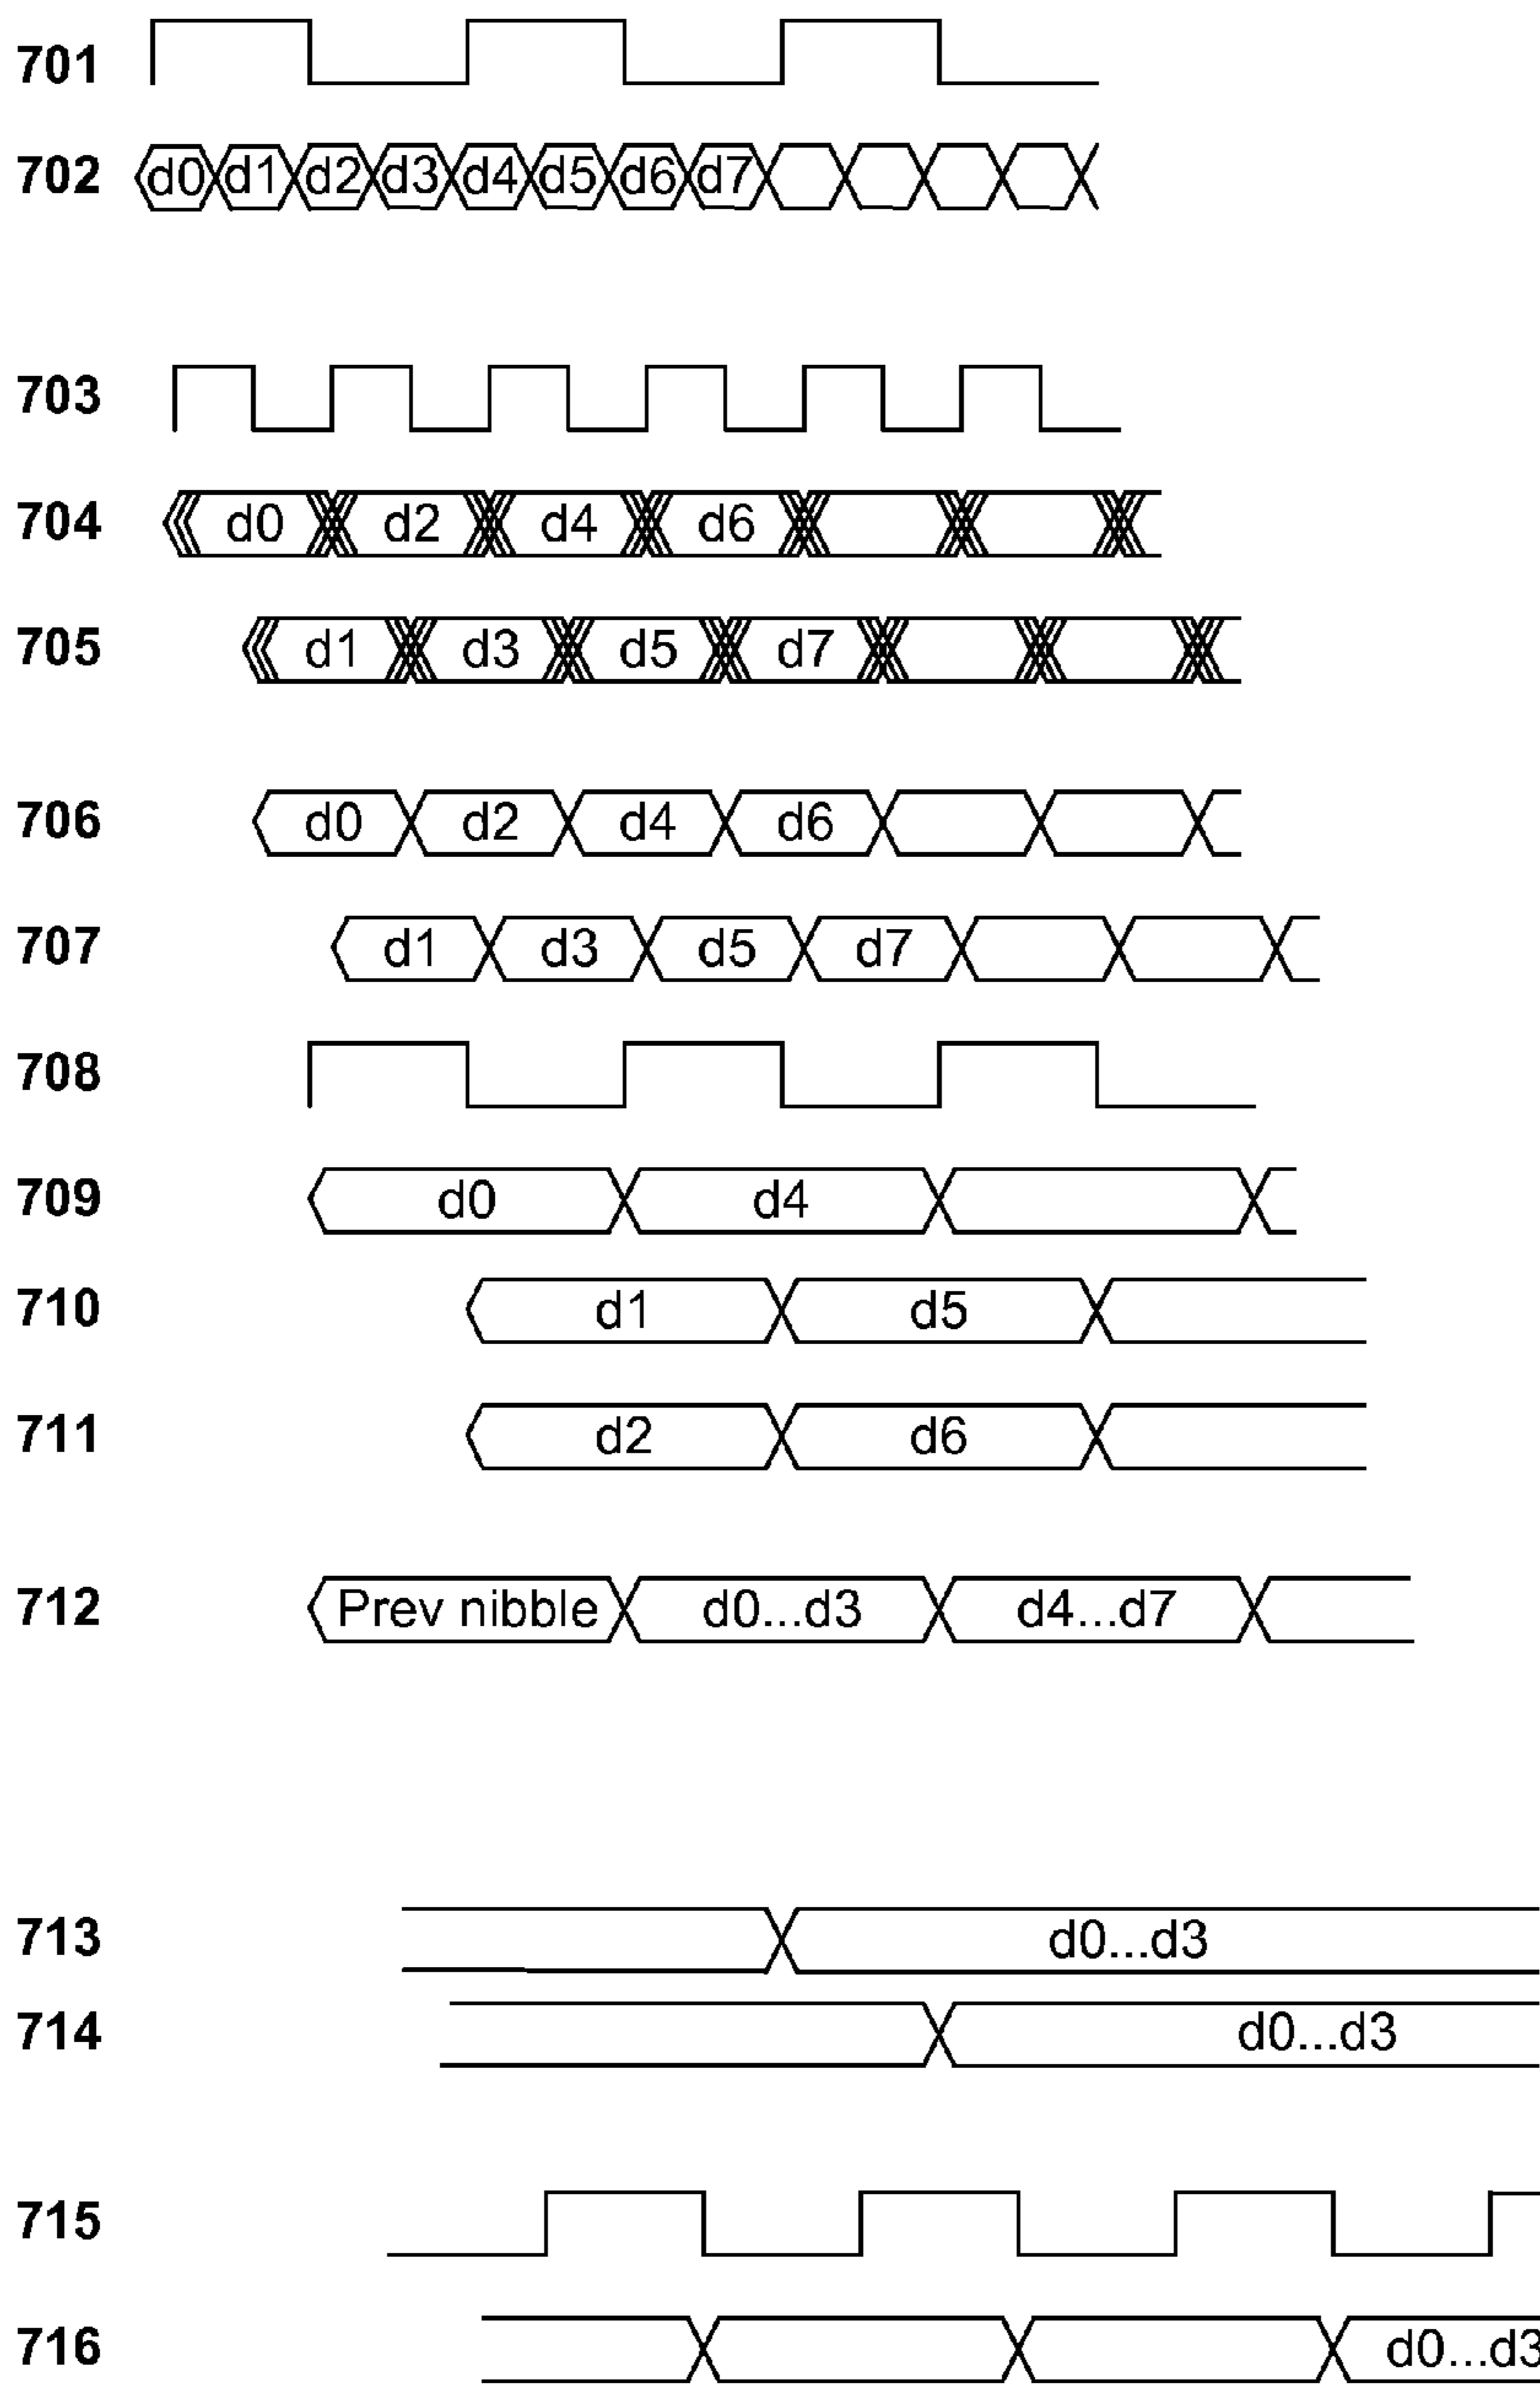 701
702 d0 d1 d2 d3 d4 d5 d6 d7
703
704 d0 d2 d4 d6
705 d1 d3 d5 d7
706 d0 d2 d4 d6
707 d1 d3 d5 d7
708
709 d0 d4
710 d1 d5
711 d2 d6
712 Prev nibble d0...d3 d4...d7
713 d0...d3
714 d0...d3
715
716 d0...d3